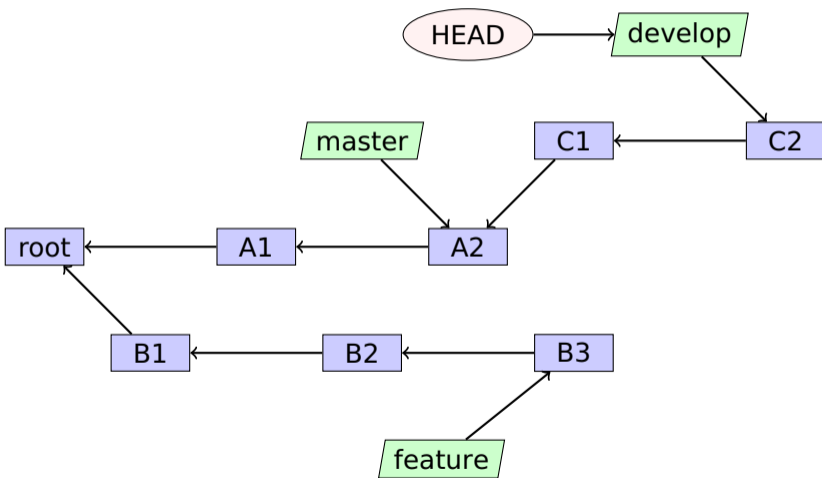 HEAD
develop
master
C1
C2
root
A1
A2
B1
B2
B3
feature